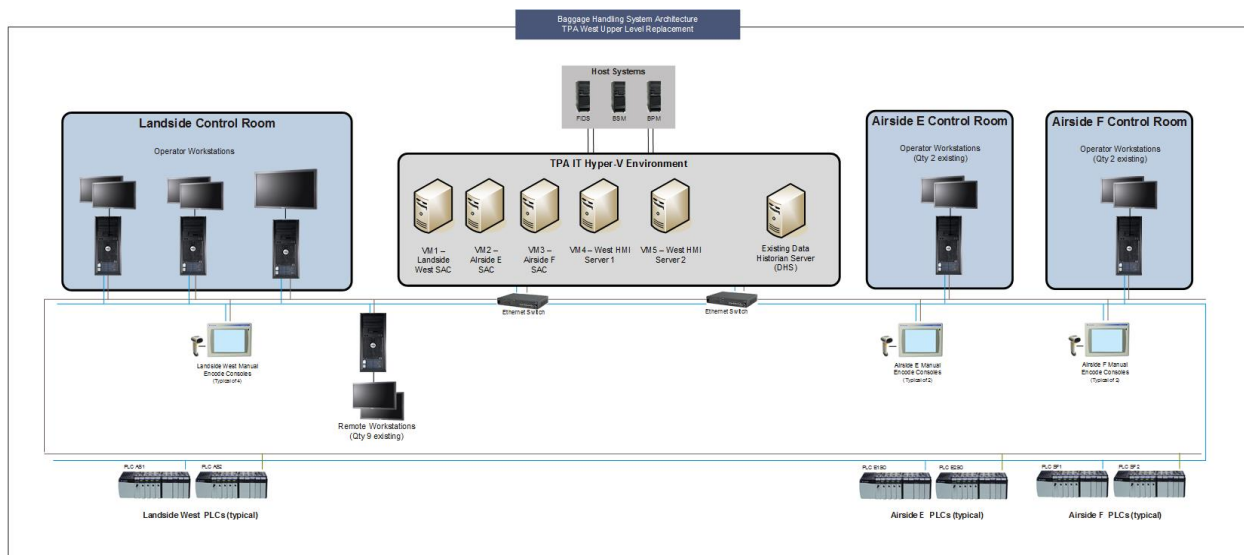 Baggage Handling System Architecture
TPA West Upper Level Replacement
Host Systems
FIDS
BSM
BPM
Landside Control Room
Operator Workstations
TPA IT Hyper-V Environment
VM1 –
Landside
West SAC
VM2 –
Airside E
SAC
VM3 –
Airside F
SAC
VM4 – West HMI
Server 1
VM5 – West HMI
Server 2
Existing Data
Historian Server
(DHS)
Airside E Control Room
Operator Workstations
(Qty 2 existing)
Airside F Control Room
Operator Workstations
(Qty 2 existing)
Ethernet Switch
Ethernet Switch
Landside West Manual
Encode Consoles
(Typical of 4)
Remote Workstations
(Qty 9 existing)
Airside E Manual
Encode Consoles
(Typical of 2)
Airside F Manual
Encode Consoles
(Typical of 2)
PLC AS1
PLC AS2
Landside West PLCs (typical)
PLC E1B0
PLC E2B0
Airside E PLCs (typical)
PLC BF1
PLC BF2
Airside F PLCs (typical)